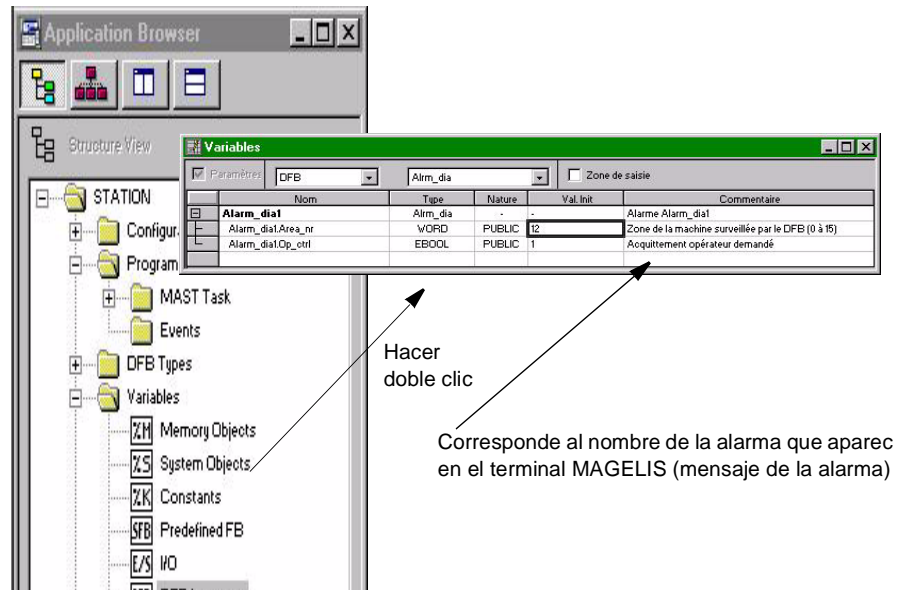 Application Browser
Structure View
STATION
Configur
Program
MAST Task
Events
DFB Types
Variables
%M Memory Objects
%S System Objects
%K Constants
SFB Predefined FB
E/S I/O
Variables
Paramètres DFB Alrm_dia Zone de saisie
Nom Type Nature Val. Init Commentaire
Alarm_dia1 Alrm_dia - - Alarme Alarm_dia1
Alarm_dia1.Area_nr WORD PUBLIC 12 Zone de la machine surveillée par le DFB (0 à 15)
Alarm_dia1.Op_ctrl EBOOL PUBLIC 1 Acquittement opérateur demandé
Hacer
doble clic
Corresponde al nombre de la alarma que aparec
en el terminal MAGELIS (mensaje de la alarma)